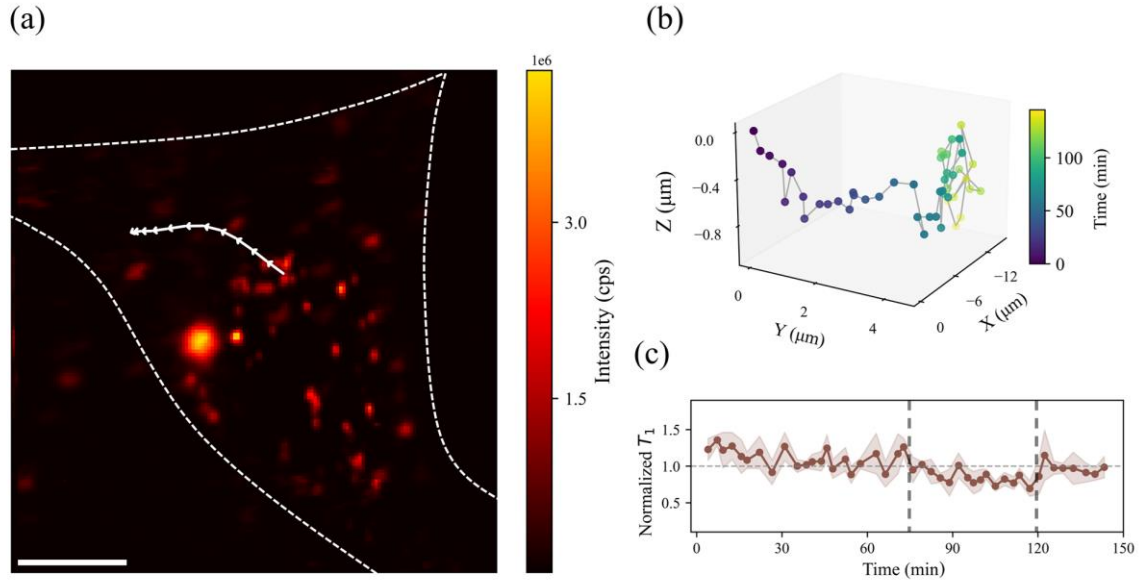 (a)
1e6
3.0
1.5
Intensity (cps)
(b)
0.0
−0.4
−0.8
Z (μm)
0
2
4
Y (μm)
0
−6
−12
X (μm)
100
50
0
Time (min)
(c)
1.5
1.0
0.5
Normalized T₁
0
30
60
90
120
150
Time (min)